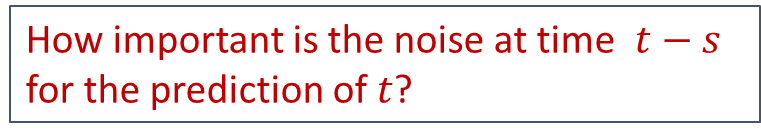 How important is the noise at time t − s
for the prediction of t?